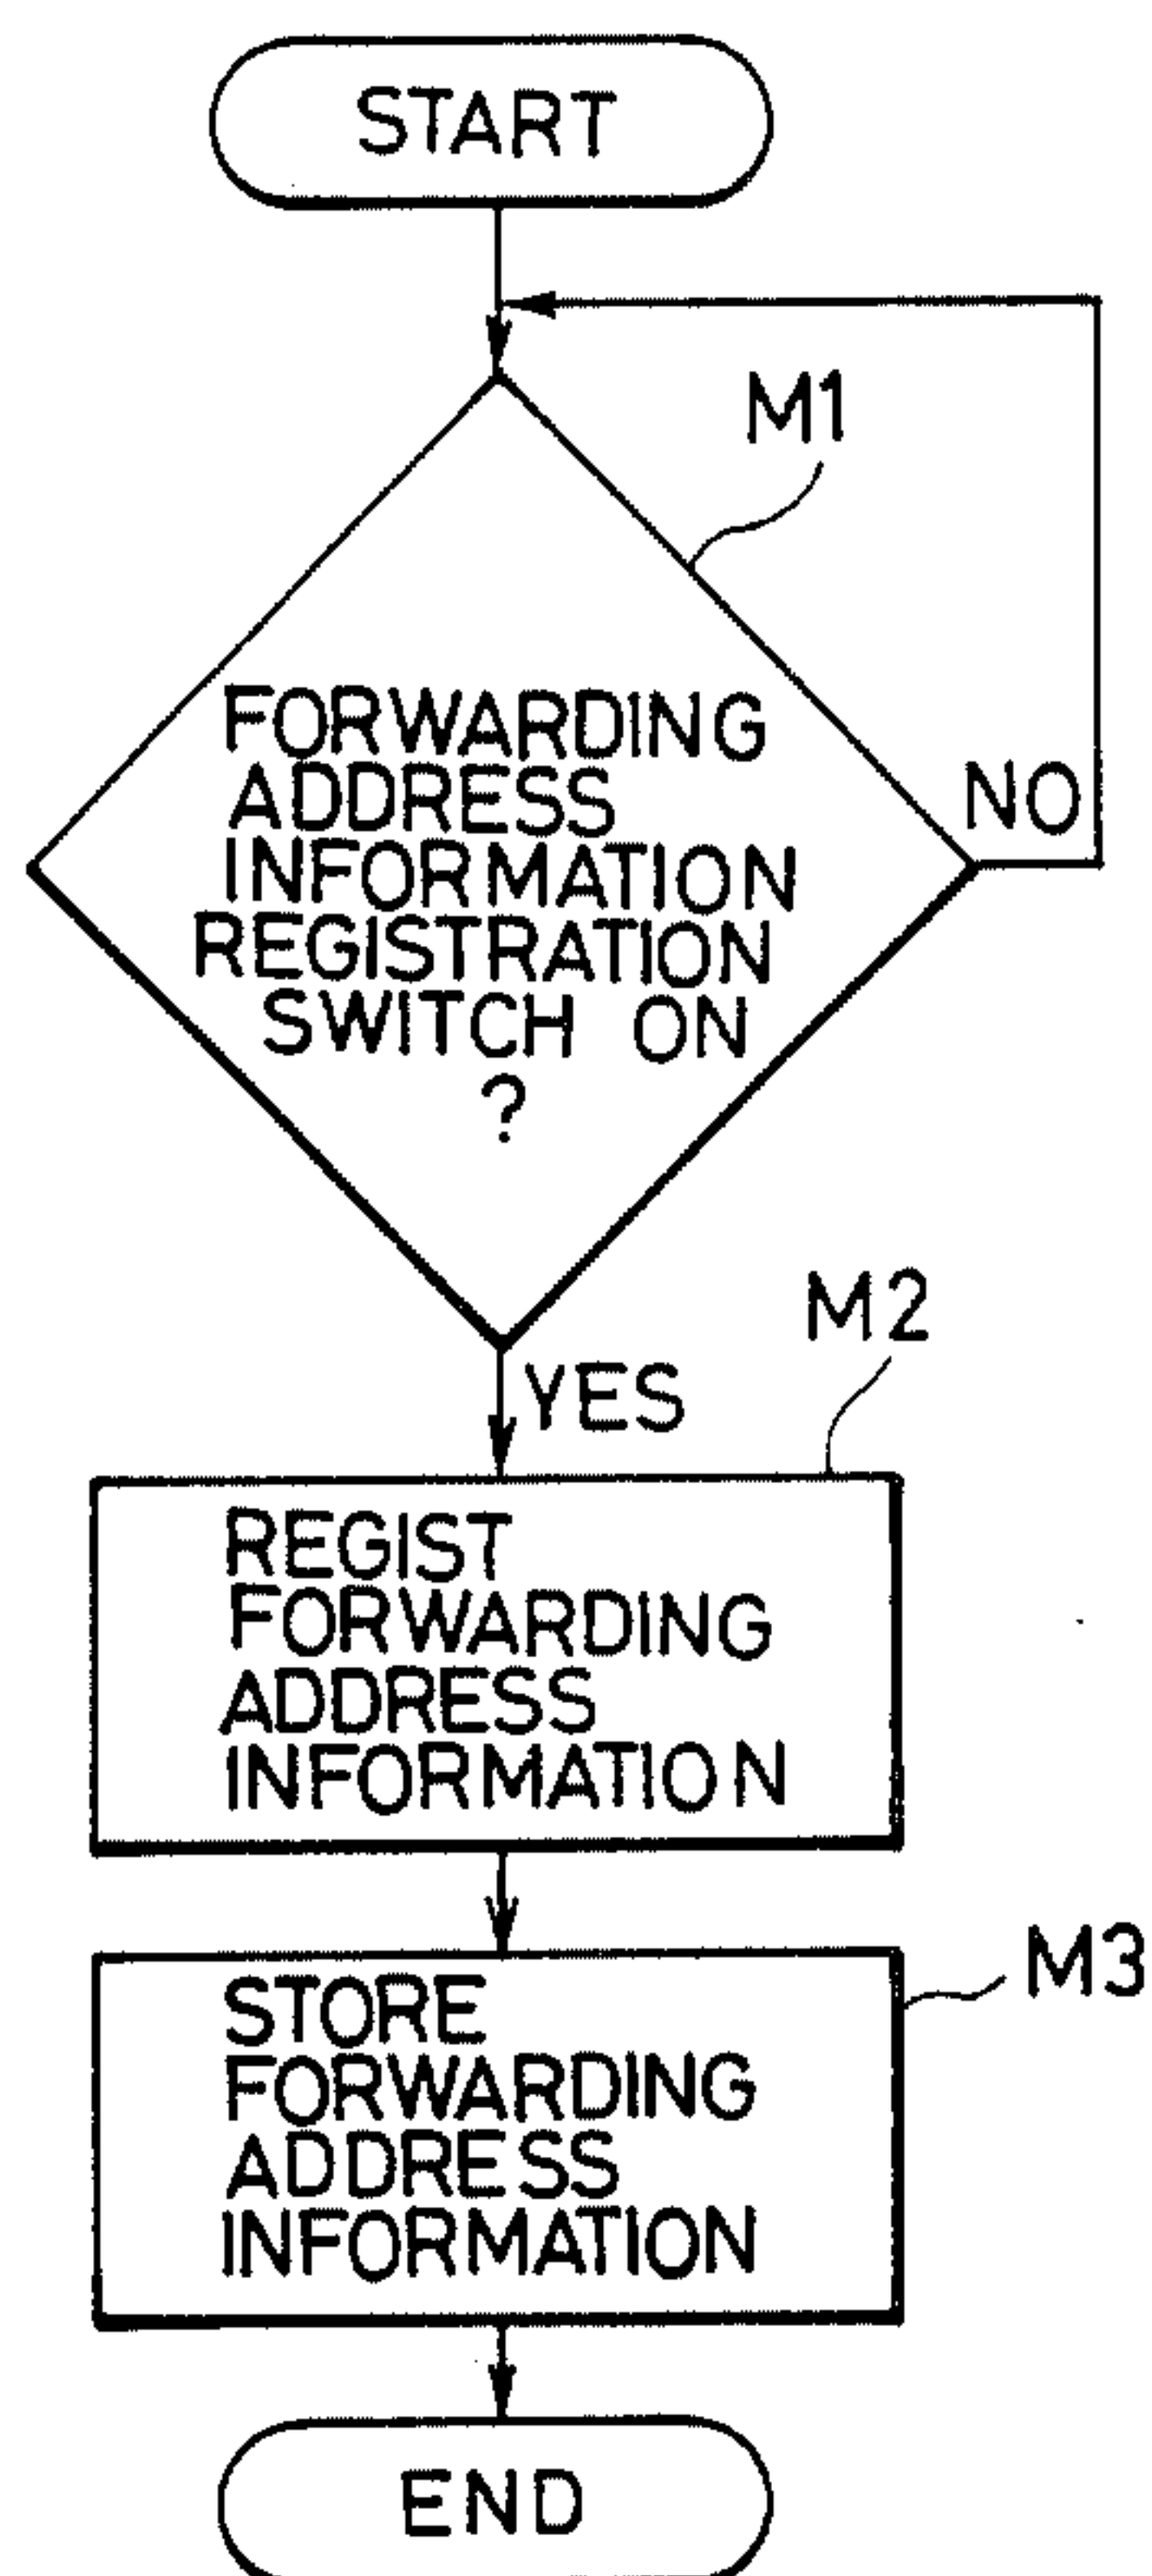 START
M1
FORWARDING
ADDRESS
INFORMATION
REGISTRATION
SWITCH ON
?
NO
YES
M2
REGIST
FORWARDING
ADDRESS
INFORMATION
M3
STORE
FORWARDING
ADDRESS
INFORMATION
END